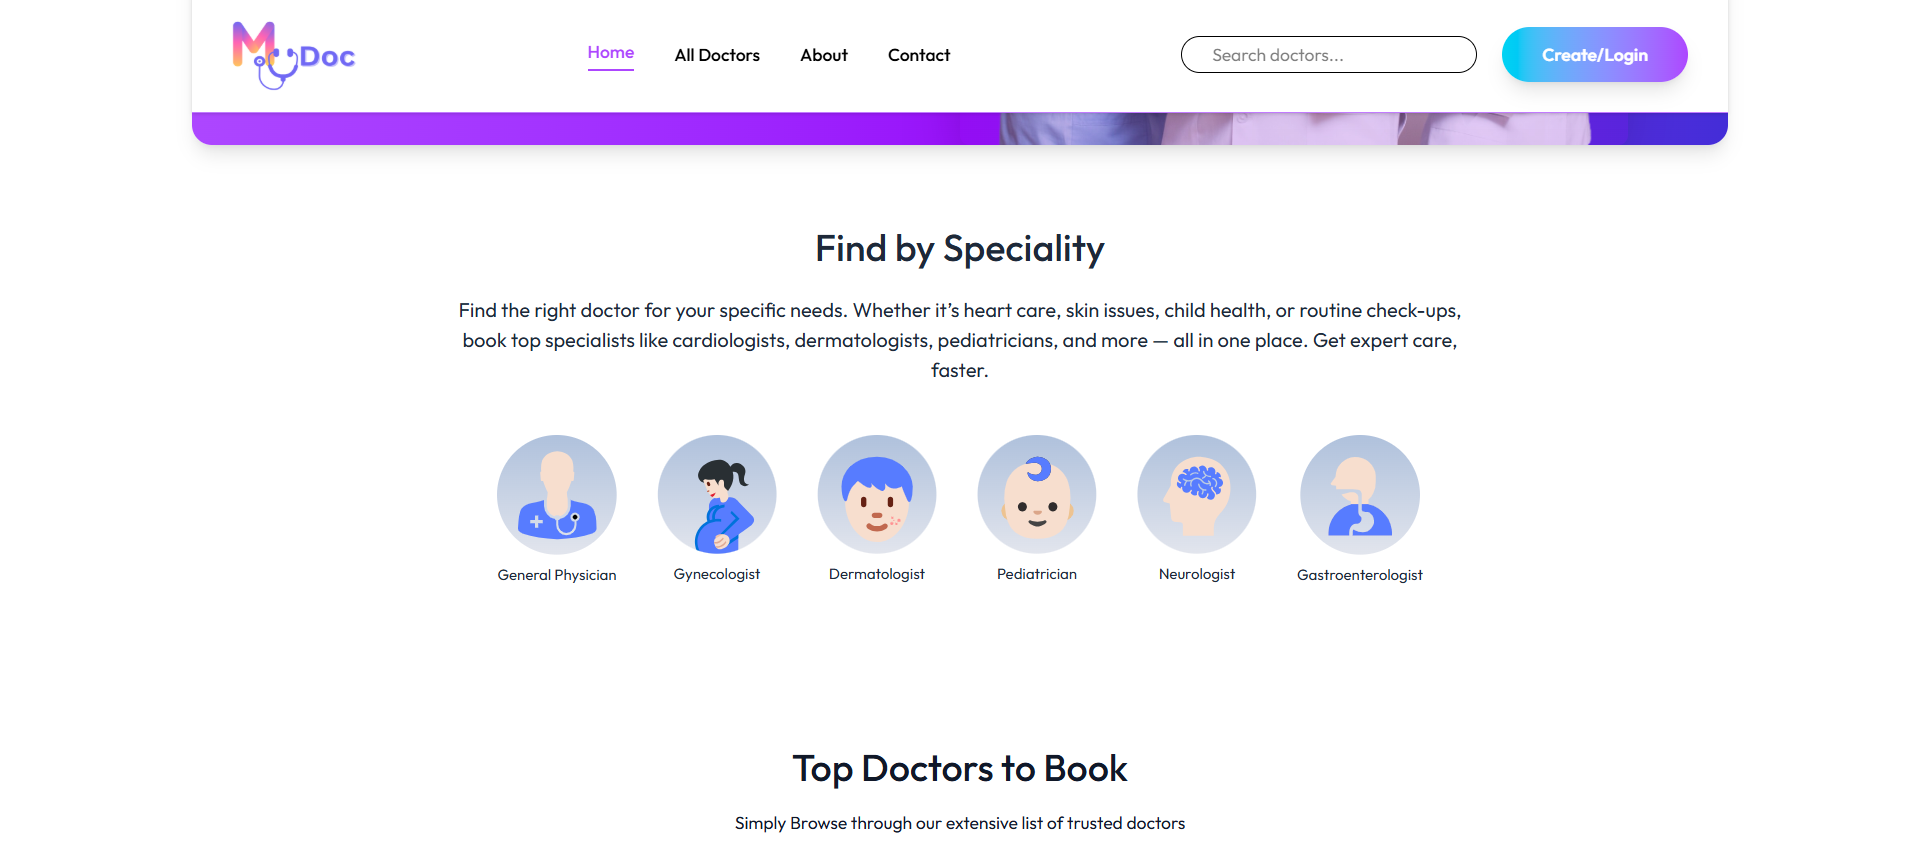 My Doc
Home
All Doctors
About
Contact
Search doctors...
Create/Login
Find by Speciality
Find the right doctor for your specific needs. Whether it’s heart care, skin issues, child health, or routine check-ups,
book top specialists like cardiologists, dermatologists, pediatricians, and more — all in one place. Get expert care,
faster.
General Physician
Gynecologist
Dermatologist
Pediatrician
Neurologist
Gastroenterologist
Top Doctors to Book
Simply Browse through our extensive list of trusted doctors